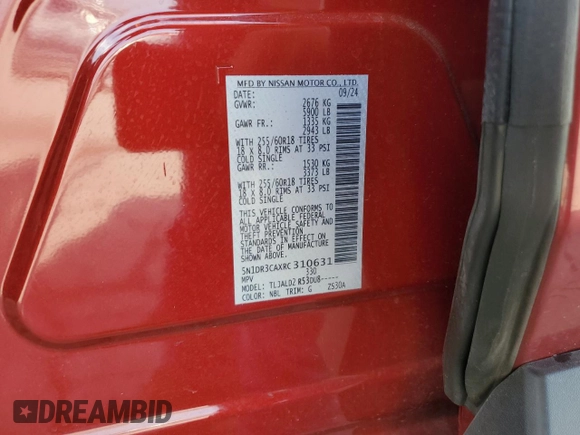 MFD BY NISSAN MOTOR CO., LTD.
DATE: 09/24
GVWR: 2676 KG
5900 LB
GAWR FR.: 1335 KG
2943 LB
WITH 255/60R18 TIRES
18 X 8.0 RIMS AT 33 PSI
COLD SINGLE
GAWR RR.: 1530 KG
3373 LB
WITH 255/60R18 TIRES
18 X 8.0 RIMS AT 33 PSI
COLD SINGLE
THIS VEHICLE CONFORMS TO
ALL APPLICABLE FEDERAL
MOTOR VEHICLE SAFETY AND
THEFT PREVENTION
STANDARDS IN EFFECT ON
THE DATE OF MANUFACTURE
SHOWN ABOVE.
5N1DR3CAXRC310631
MPV 330
MODEL: TLJALDZ R53DU8-----
COLOR: NBL TRIM: G ZS30A
DREAMBID